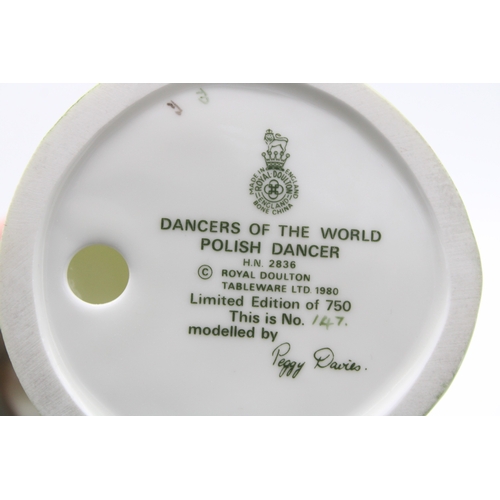 MADE IN ENGLAND
ROYAL DOULTON
ENGLAND
BONE CHINA
DANCERS OF THE WORLD
POLISH DANCER
H.N. 2836
© ROYAL DOULTON
TABLEWARE LTD. 1980
Limited Edition of 750
This is No. 147.
modelled by
Peggy Davies.